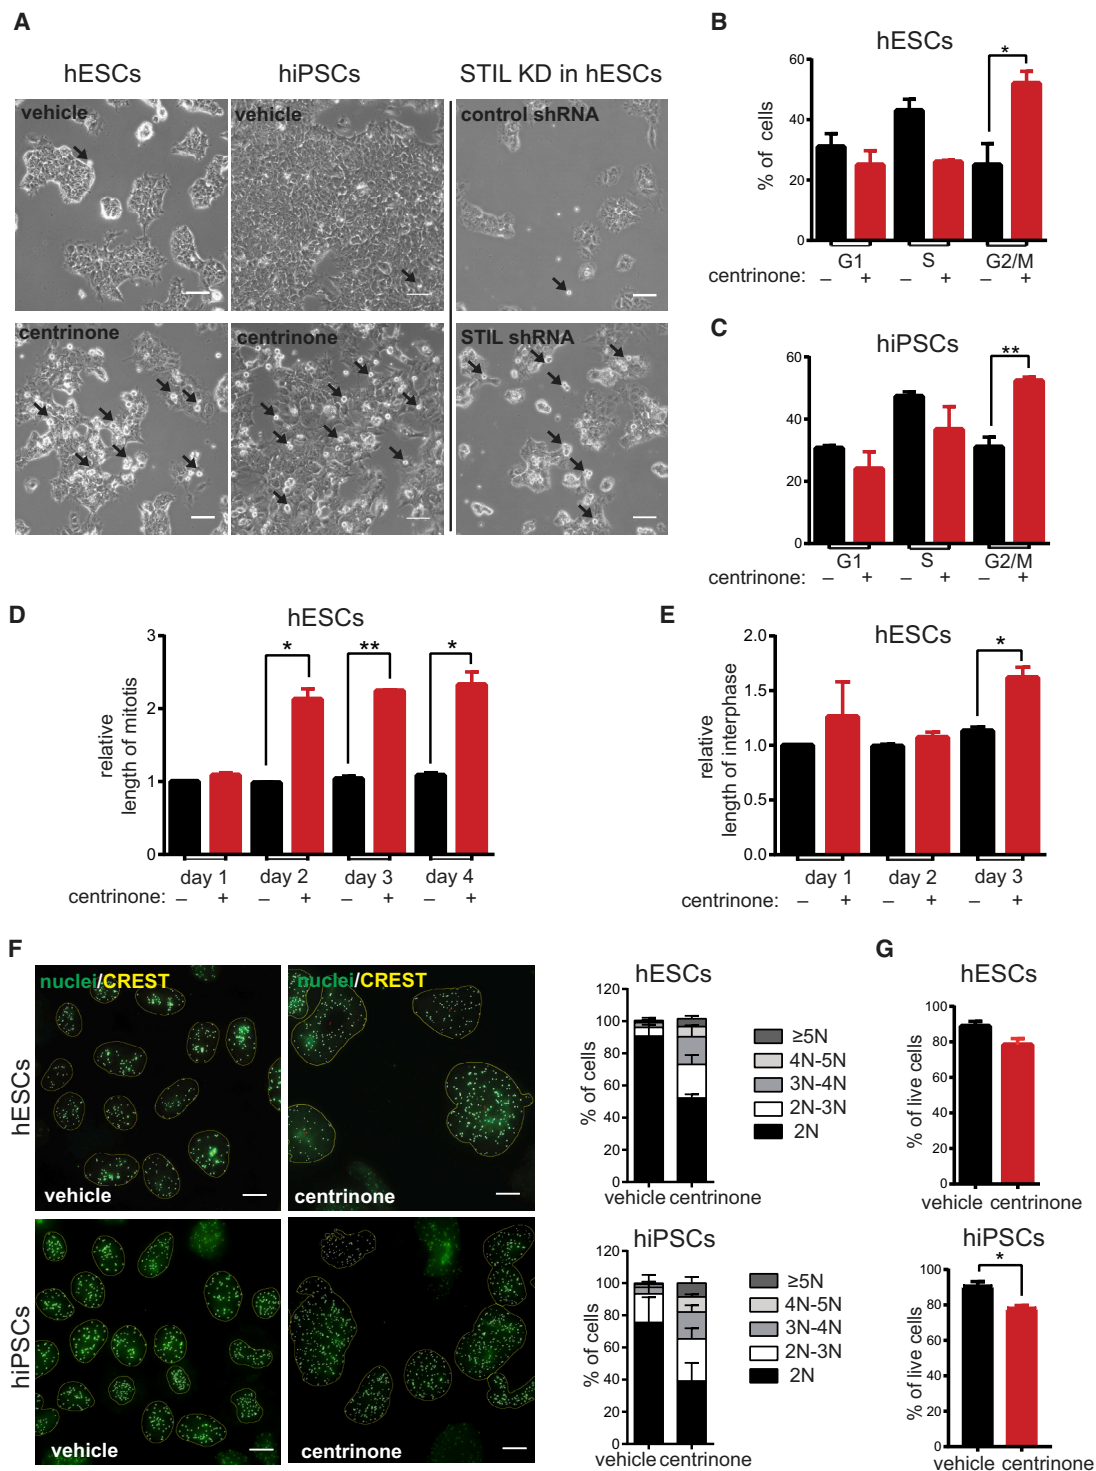 A
hESCs
hiPSCs
STIL KD in hESCs
vehicle
vehicle
control shRNA
centrinone
centrinone
STIL shRNA
B
hESCs
% of cells
60
40
20
0
*
G1
S
G2/M
centrinone:
– + – + – +
C
hiPSCs
60
40
20
0
**
G1
S
G2/M
centrinone:
– + – + – +
D
hESCs
relative
length of mitotis
3
2
1
0
*
**
*
day 1
day 2
day 3
day 4
centrinone:
– + – + – + – +
E
hESCs
relative
length of interphase
2.0
1.5
1.0
0.5
0.0
*
day 1
day 2
day 3
centrinone:
– + – + – +
F
hESCs
nuclei/CREST
vehicle
nuclei/CREST
centrinone
hiPSCs
vehicle
centrinone
hESCs
% of cells
120
100
80
60
40
20
0
vehicle centrinone
≥5N
4N-5N
3N-4N
2N-3N
2N
hiPSCs
% of cells
120
100
80
60
40
20
0
vehicle centrinone
≥5N
4N-5N
3N-4N
2N-3N
2N
G
hESCs
% of live cells
100
80
60
40
20
0
vehicle centrinone
hiPSCs
% of live cells
100
80
60
40
20
0
*
vehicle centrinone